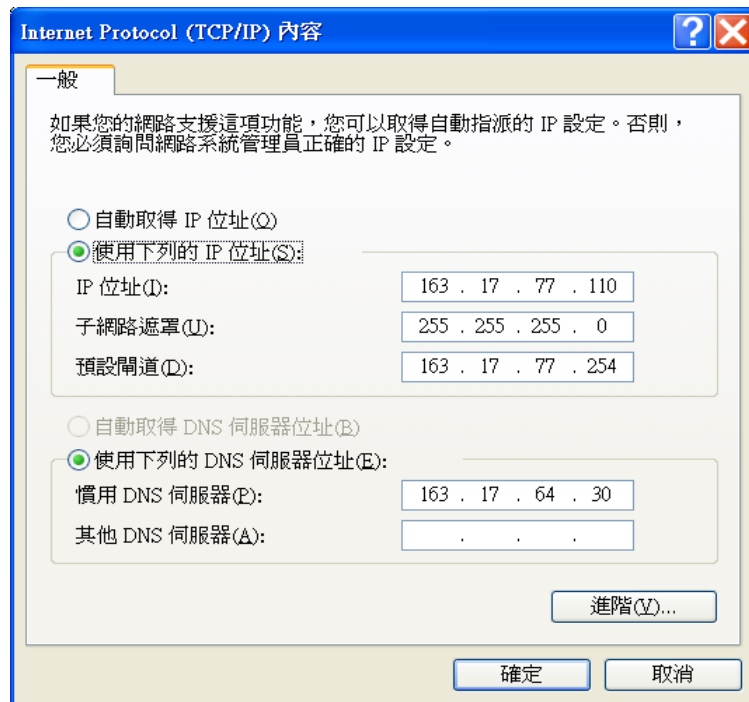 Internet Protocol (TCP/IP) 內容
一般
如果您的網路支援這項功能，您可以取得自動指派的 IP 設定。否則，
您必須詢問網路系統管理員正確的 IP 設定。
自動取得 IP 位址(O)
使用下列的 IP 位址(S):
IP 位址(I): 163 . 17 . 77 . 110
子網路遮罩(U): 255 . 255 . 255 . 0
預設閘道(D): 163 . 17 . 77 . 254
自動取得 DNS 伺服器位址(B)
使用下列的 DNS 伺服器位址(E):
慣用 DNS 伺服器(P): 163 . 17 . 64 . 30
其他 DNS 伺服器(A): . . .
進階(V)...
確定 取消